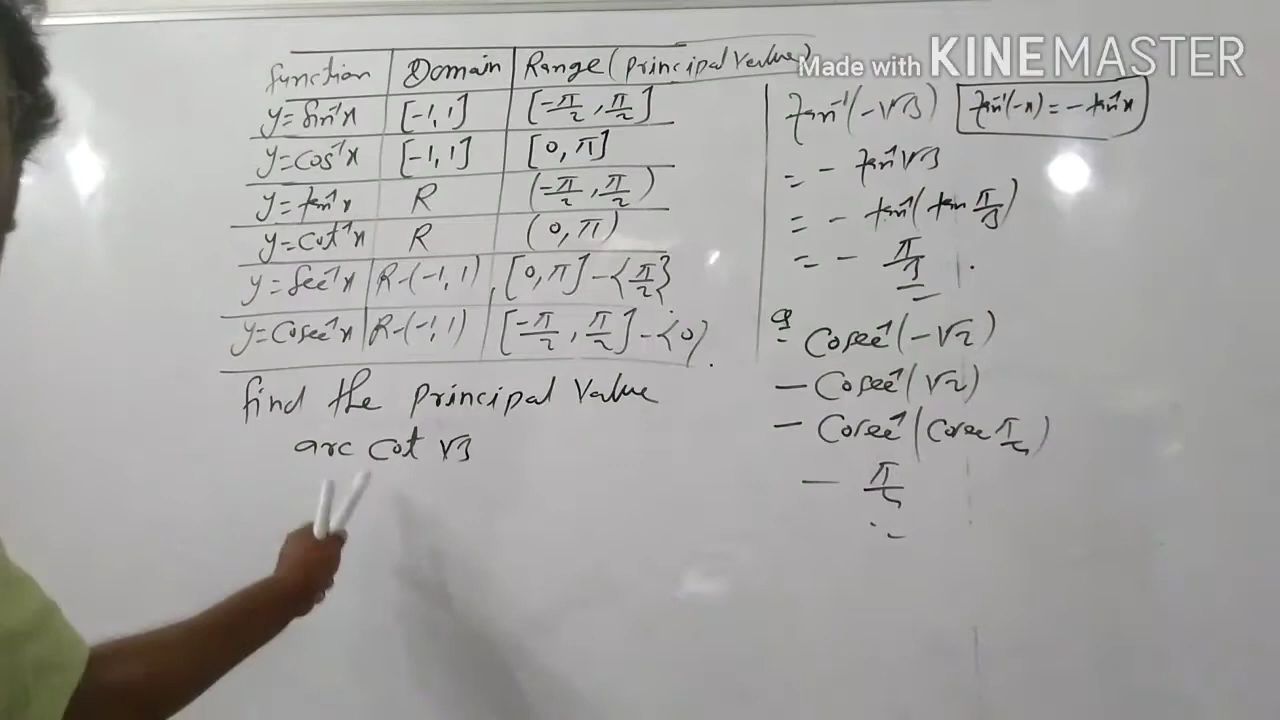 Made with KINEMASTER
function Domain Range (principal value)
y=sin⁻¹x [-1,1] [-π/2, π/2]
y=cos⁻¹x [-1,1] [0, π]
y=tan⁻¹x R (-π/2, π/2)
y=cot⁻¹x R (0, π)
y=sec⁻¹x R-(-1,1) [0,π]-{π/2}
y=cosec⁻¹x R-(-1,1) [-π/2, π/2]-{0}.
find the principal value
arc cot √3
tan⁻¹(-√3) tan⁻¹(-x) = -tan⁻¹x
= - tan⁻¹√3
= - tan⁻¹(tan π/3)
= - π/3.
Q Cosec⁻¹(-√2)
- Cosec⁻¹(√2)
- Cosec⁻¹(Cosec π/
- π/